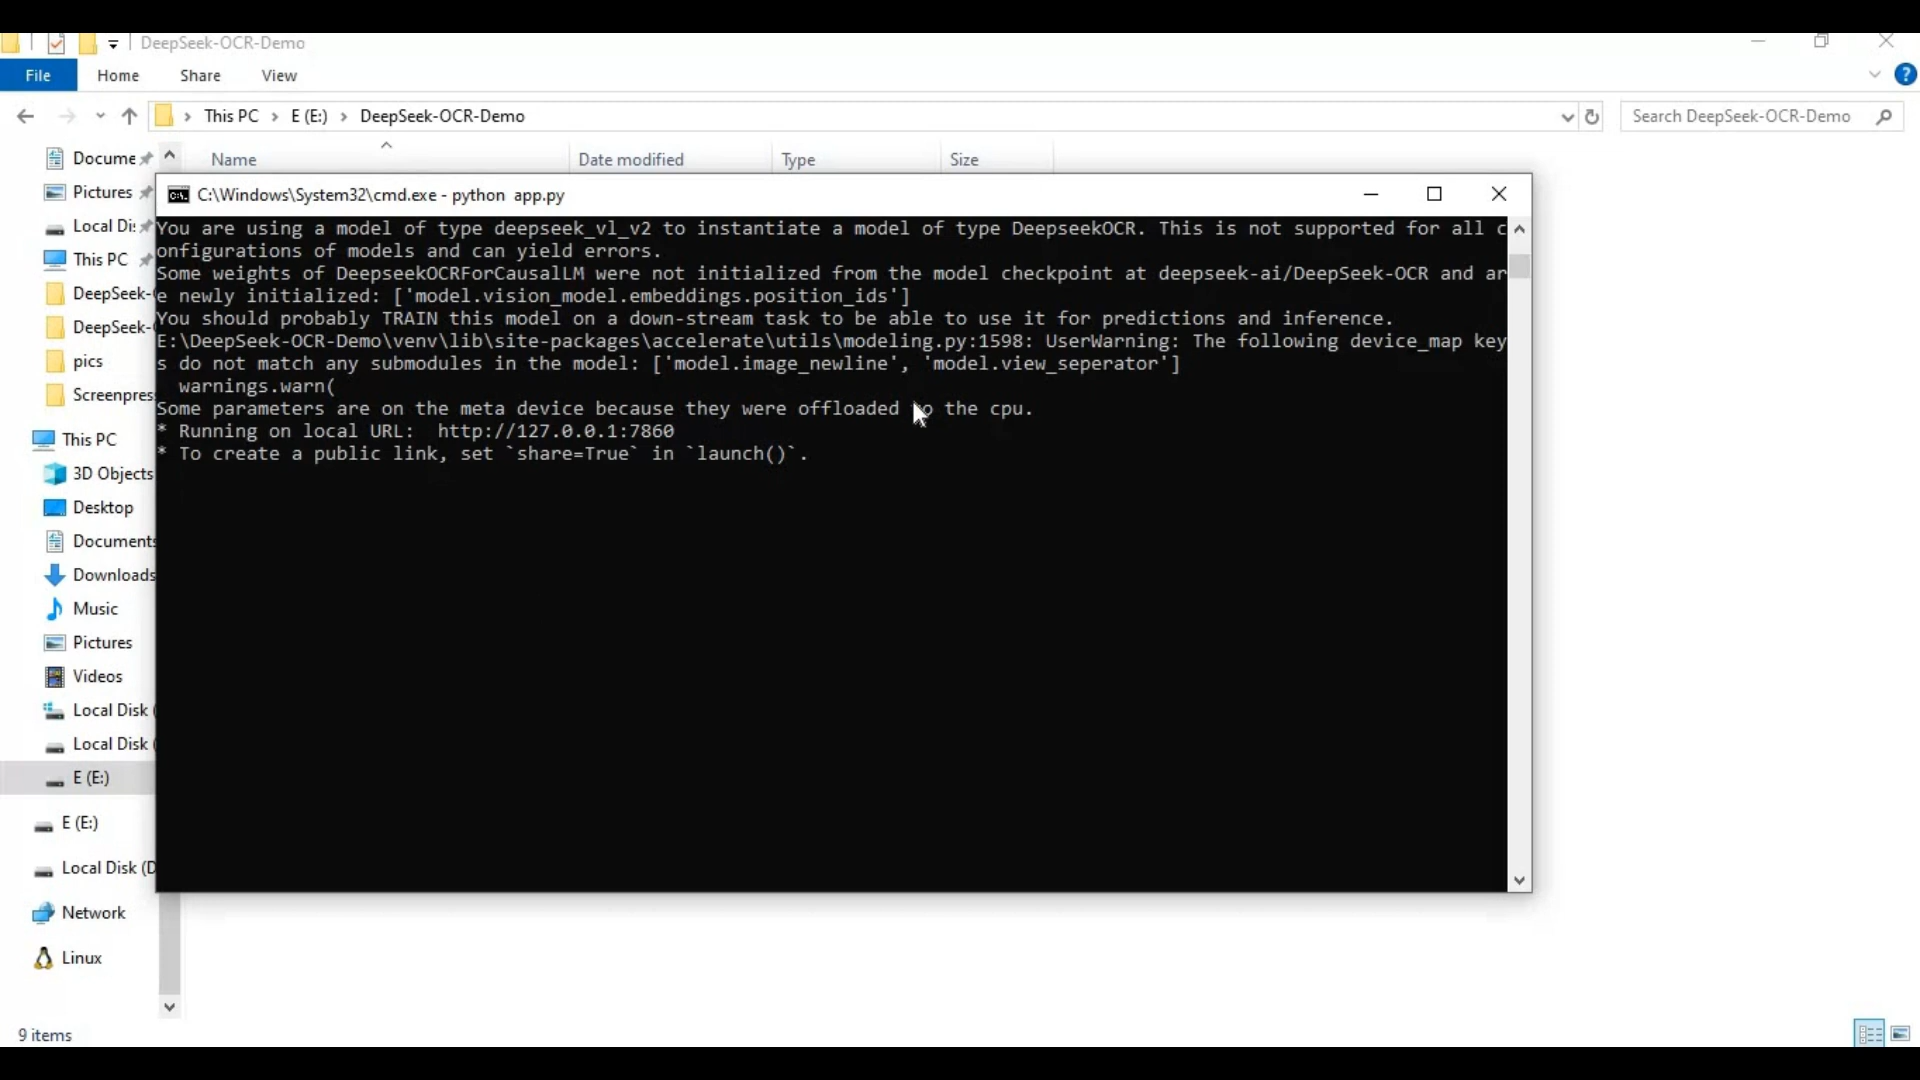 DeepSeek-OCR-Demo
File Home Share View
This PC › E (E:) › DeepSeek-OCR-Demo
Search DeepSeek-OCR-Demo
Name Date modified Type Size
Docume
Pictures
Local Di
This PC
DeepSeek-
DeepSeek-
pics
Screenpres
This PC
3D Objects
Desktop
Documents
Downloads
Music
Pictures
Videos
Local Disk (
Local Disk (
E (E:)
E (E:)
Local Disk (D
Network
Linux
9 items
C:\Windows\System32\cmd.exe - python app.py
You are using a model of type deepseek_vl_v2 to instantiate a model of type DeepseekOCR. This is not supported for all c
onfigurations of models and can yield errors.
Some weights of DeepseekOCRForCausalLM were not initialized from the model checkpoint at deepseek-ai/DeepSeek-OCR and ar
e newly initialized: ['model.vision_model.embeddings.position_ids']
You should probably TRAIN this model on a down-stream task to be able to use it for predictions and inference.
E:\DeepSeek-OCR-Demo\venv\lib\site-packages\accelerate\utils\modeling.py:1598: UserWarning: The following device_map key
s do not match any submodules in the model: ['model.image_newline', 'model.view_seperator']
warnings.warn(
Some parameters are on the meta device because they were offloaded to the cpu.
* Running on local URL: http://127.0.0.1:7860
* To create a public link, set `share=True` in `launch()`.